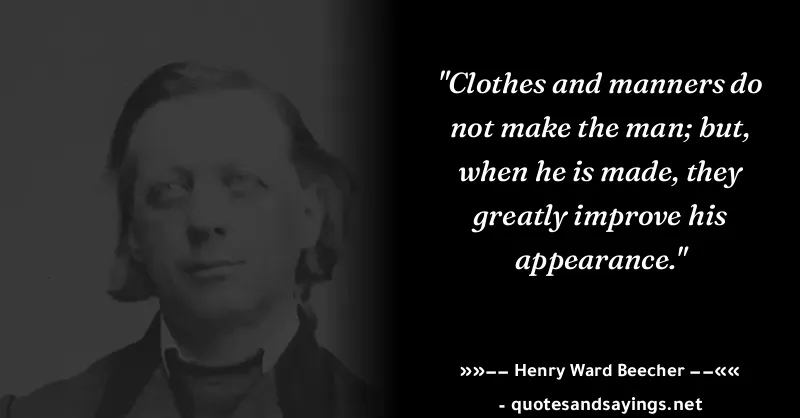 "Clothes and manners do
not make the man; but,
when he is made, they
greatly improve his
appearance."
»»−− Henry Ward Beecher −−««
- quotesandsayings.net